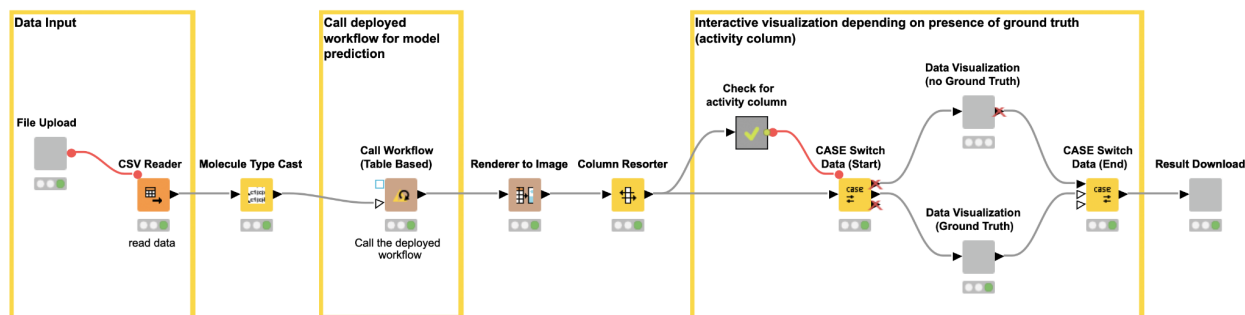 Data Input
Call deployed
workflow for model
prediction
Interactive visualization depending on presence of ground truth
(activity column)
File Upload
CSV Reader
read data
Molecule Type Cast
Call Workflow
(Table Based)
Call the deployed
workflow
Renderer to Image
Column Resorter
Check for
activity column
CASE Switch
Data (Start)
case
Data Visualization
(no Ground Truth)
Data Visualization
(Ground Truth)
CASE Switch
Data (End)
case
Result Download